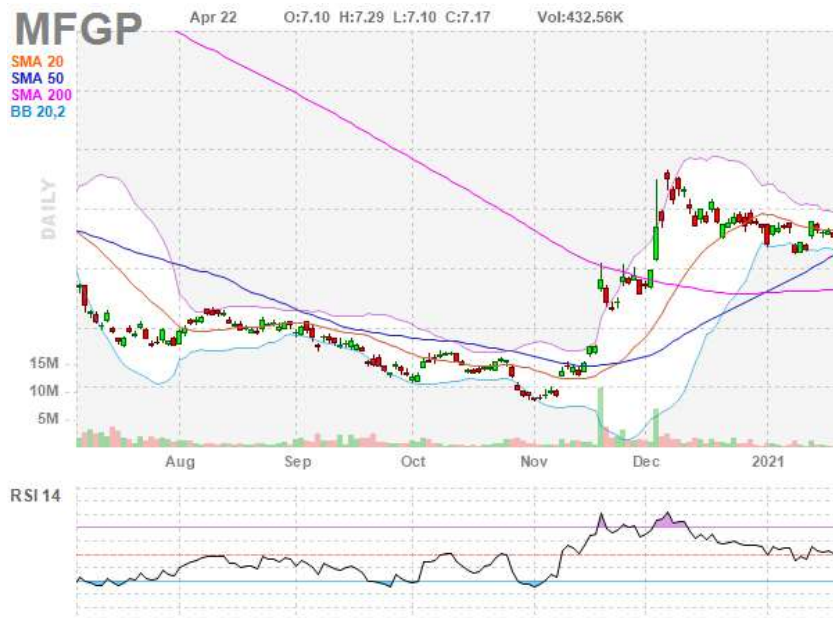 MFGP
Apr 22 O:7.10 H:7.29 L:7.10 C:7.17 Vol:432.56K
SMA 20
SMA 50
SMA 200
BB 20,2
DAILY
15M
10M
5M
Aug Sep Oct Nov Dec 2021
RSI 14